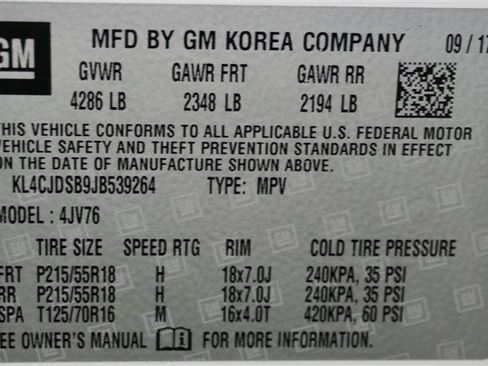 GM MFD BY GM KOREA COMPANY 09 / 17
GVWR GAWR FRT GAWR RR
4286 LB 2348 LB 2194 LB
THIS VEHICLE CONFORMS TO ALL APPLICABLE U.S. FEDERAL MOTOR
VEHICLE SAFETY AND THEFT PREVENTION STANDARDS IN EFFECT
ON THE DATE OF MANUFACTURE SHOWN ABOVE.
KL4CJDSB9JB539264 TYPE: MPV
MODEL : 4JV76
TIRE SIZE SPEED RTG RIM COLD TIRE PRESSURE
FRT P215/55R18 H 18x7.0J 240KPA, 35 PSI
RR P215/55R18 H 18x7.0J 240KPA, 35 PSI
SPA T125/70R16 M 16x4.0T 420KPA, 60 PSI
SEE OWNER'S MANUAL i FOR MORE INFORMATION